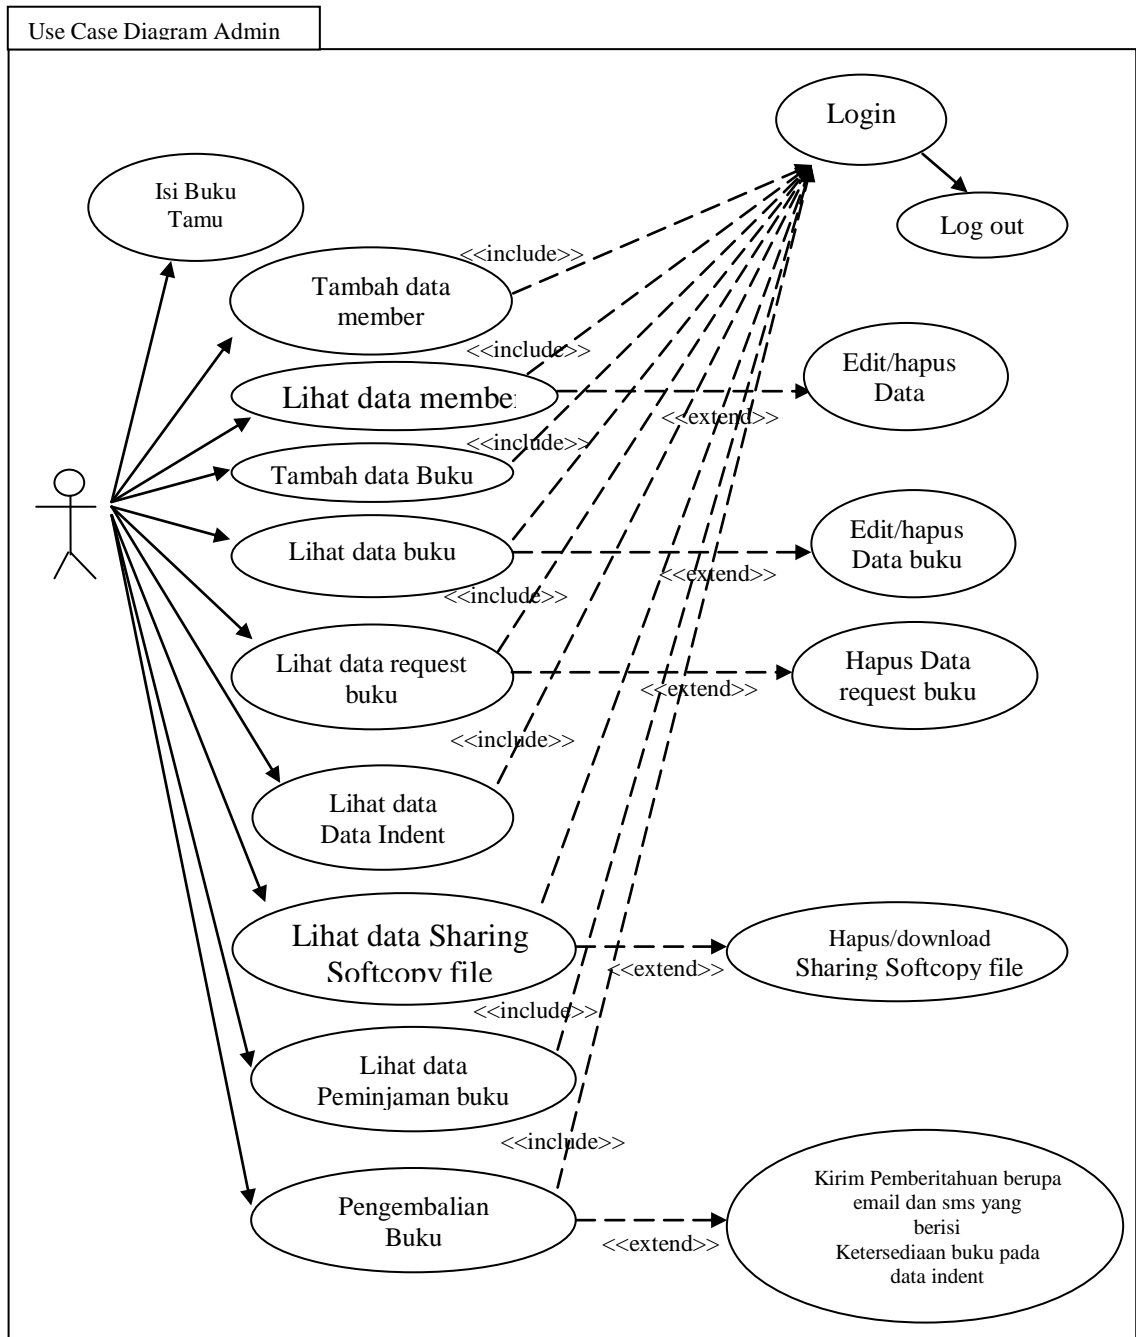 Use Case Diagram Admin
Login
Isi Buku
Tamu
Log out
<<include>>
Tambah data
member
<<include>>
Edit/hapus
Data
Lihat data member
<<extend>>
<<include>>
Tambah data Buku
Lihat data buku
Edit/hapus
Data buku
<<extend>>
<<include>>
Lihat data request
buku
Hapus Data
request buku
<<extend>>
<<include>>
Lihat data
Data Indent
Lihat data Sharing
Softcopy file
Hapus/download
Sharing Softcopy file
<<extend>>
<<include>>
Lihat data
Peminjaman buku
<<include>>
Pengembalian
Buku
<<extend>>
Kirim Pemberitahuan berupa
email dan sms yang
berisi
Ketersediaan buku pada
data indent